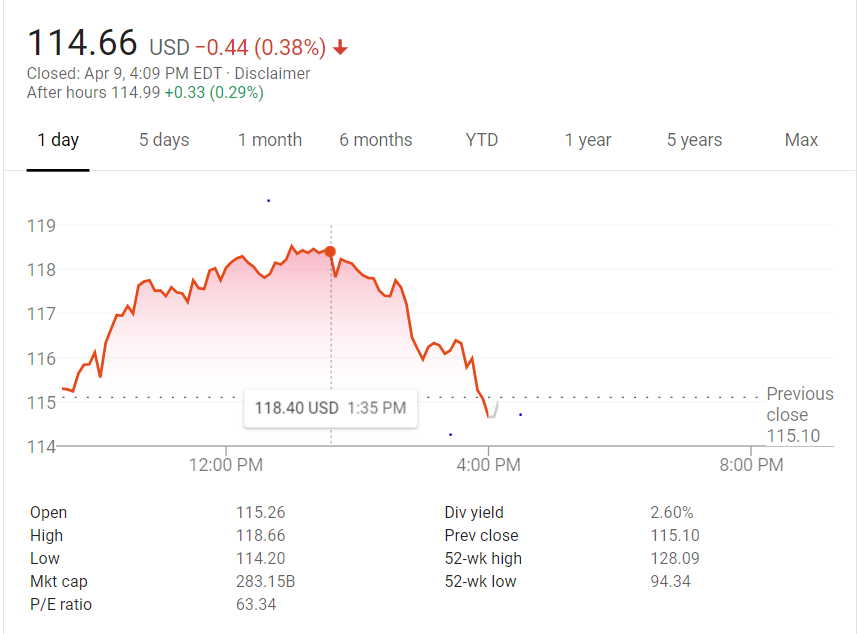 114.66 USD −0.44 (0.38%)
Closed: Apr 9, 4:09 PM EDT · Disclaimer
After hours 114.99 +0.33 (0.29%)
1 day 5 days 1 month 6 months YTD 1 year 5 years Max
119
118
117
116
115
114
118.40 USD 1:35 PM
Previous
close
115.10
12:00 PM 4:00 PM 8:00 PM
Open 115.26 Div yield 2.60%
High 118.66 Prev close 115.10
Low 114.20 52-wk high 128.09
Mkt cap 283.15B 52-wk low 94.34
P/E ratio 63.34